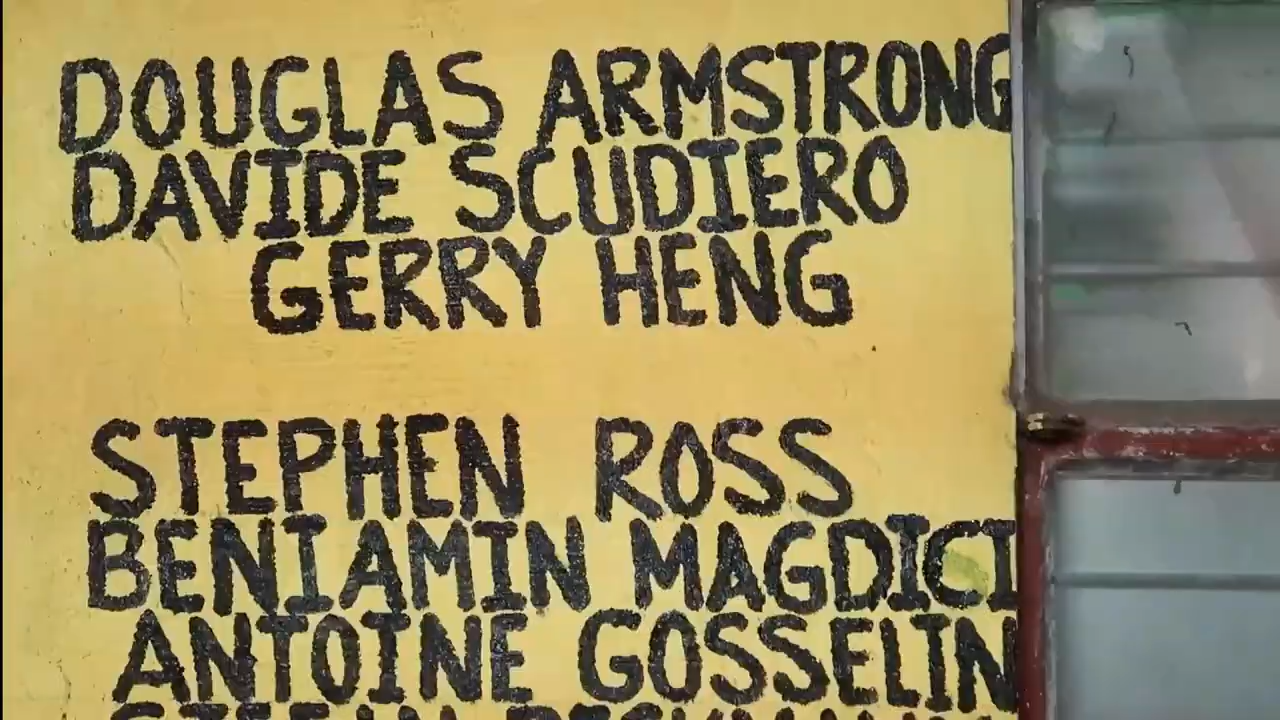 DOUGLAS ARMSTRONG
DAVIDE SCUDIERO
GERRY HENG
STEPHEN ROSS
BENIAMIN MAGDICI
ANTOINE GOSSELIN